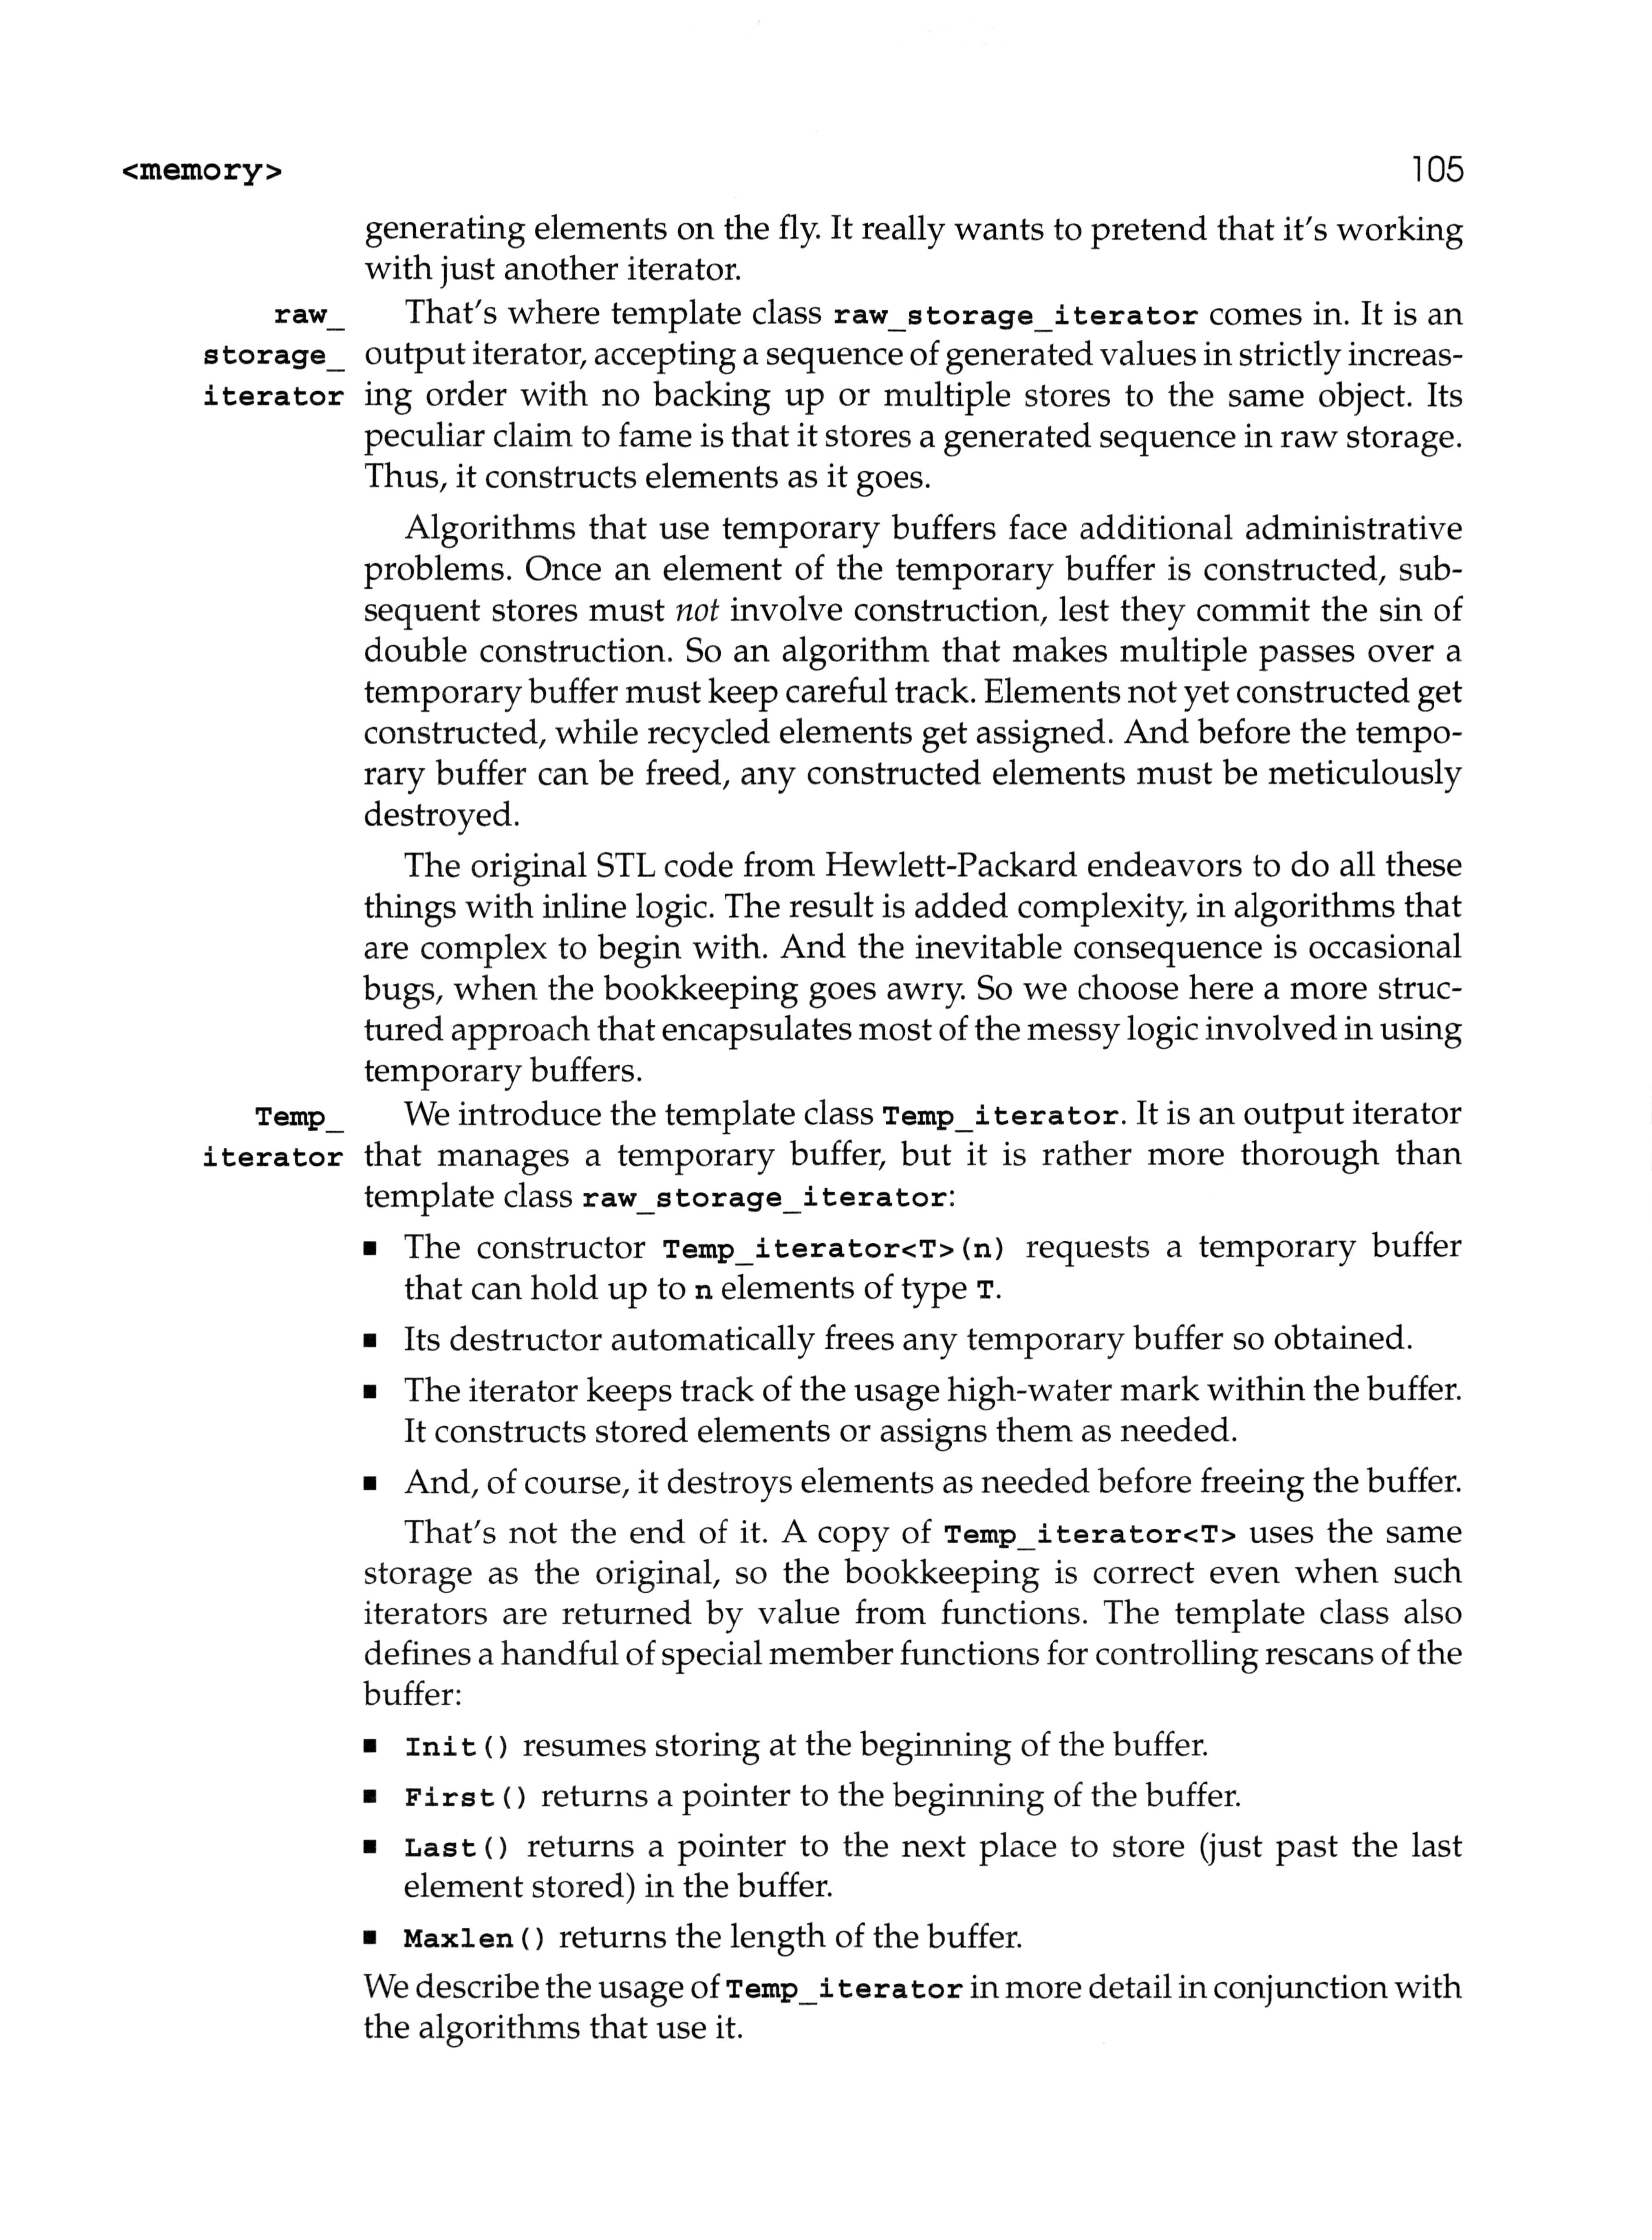 <memory> 105
generating elements on the fly. It really wants to pretend that it's working
with just another iterator.
raw_ That's where template class raw_storage_iterator comes in. It is an
storage_ output iterator, accepting a sequence of generated values in strictly increas-
iterator ing order with no backing up or multiple stores to the same object. Its
peculiar claim to fame is that it stores a generated sequence in raw storage.
Thus, it constructs elements as it goes.
Algorithms that use temporary buffers face additional administrative
problems. Once an element of the temporary buffer is constructed, sub-
sequent stores must not involve construction, lest they commit the sin of
double construction. So an algorithm that makes multiple passes over a
temporary buffer must keep careful track. Elements not yet constructed get
constructed, while recycled elements get assigned. And before the tempo-
rary buffer can be freed, any constructed elements must be meticulously
destroyed.
The original STL code from Hewlett-Packard endeavors to do all these
things with inline logic. The result is added complexity, in algorithms that
are complex to begin with. And the inevitable consequence is occasional
bugs, when the bookkeeping goes awry. So we choose here a more struc-
tured approach that encapsulates most of the messy logic involved in using
temporary buffers.
Temp_ We introduce the template class Temp_iterator. It is an output iterator
iterator that manages a temporary buffer, but it is rather more thorough than
template class raw_storage_iterator:
■ The constructor Temp_iterator<T>(n) requests a temporary buffer
that can hold up to n elements of type T.
■ Its destructor automatically frees any temporary buffer so obtained.
■ The iterator keeps track of the usage high-water mark within the buffer.
It constructs stored elements or assigns them as needed.
■ And, of course, it destroys elements as needed before freeing the buffer.
That's not the end of it. A copy of Temp_iterator<T> uses the same
storage as the original, so the bookkeeping is correct even when such
iterators are returned by value from functions. The template class also
defines a handful of special member functions for controlling rescans of the
buffer:
■ Init() resumes storing at the beginning of the buffer.
■ First() returns a pointer to the beginning of the buffer.
■ Last() returns a pointer to the next place to store (just past the last
element stored) in the buffer.
■ Maxlen() returns the length of the buffer.
We describe the usage of Temp_iterator in more detail in conjunction with
the algorithms that use it.